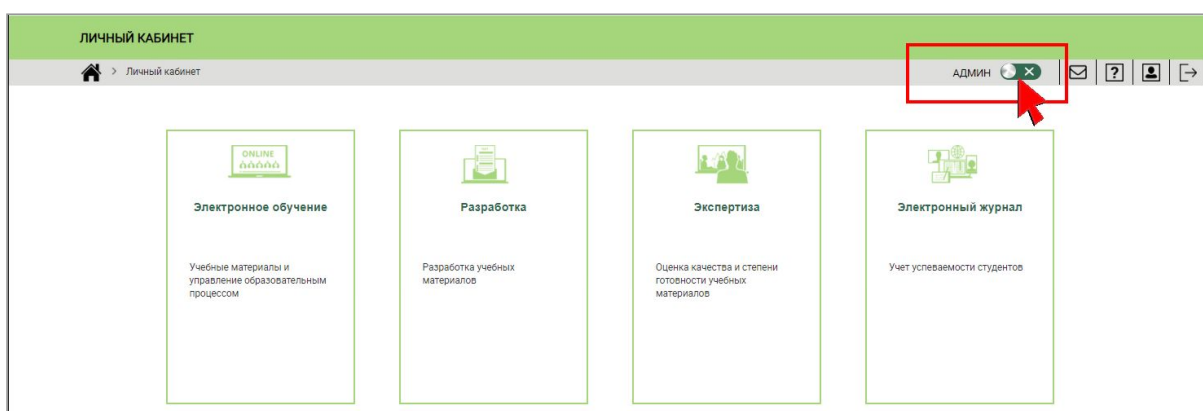 ЛИЧНЫЙ КАБИНЕТ
> Личный кабинет
АДМИН
ONLINE
Электронное обучение
Учебные материалы и
управление образовательным
процессом
Разработка
Разработка учебных
материалов
Экспертиза
Оценка качества и степени
готовности учебных
материалов
Электронный журнал
Учет успеваемости студентов